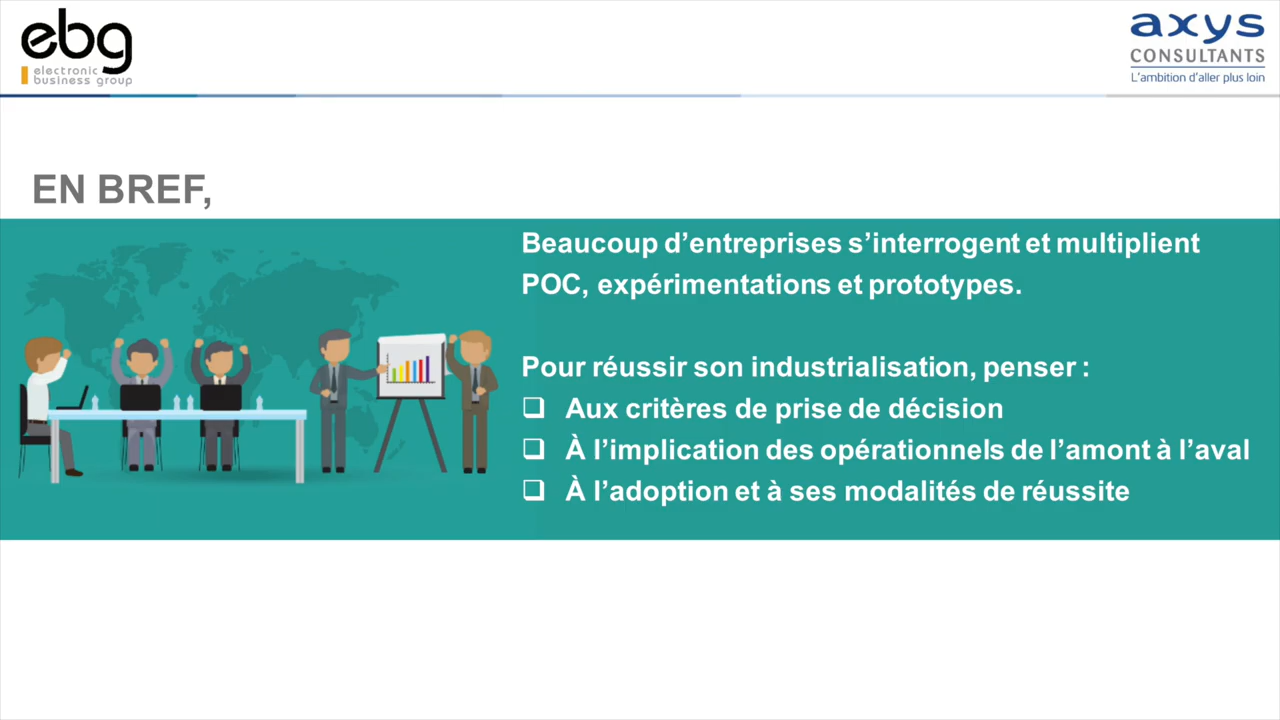 ebg
electronic
business group
axys
CONSULTANTS
L'ambition d'aller plus loin
EN BREF,
Beaucoup d'entreprises s'interrogent et multiplient
POC, expérimentations et prototypes.
Pour réussir son industrialisation, penser :
❑ Aux critères de prise de décision
❑ À l'implication des opérationnels de l'amont à l'aval
❑ À l'adoption et à ses modalités de réussite